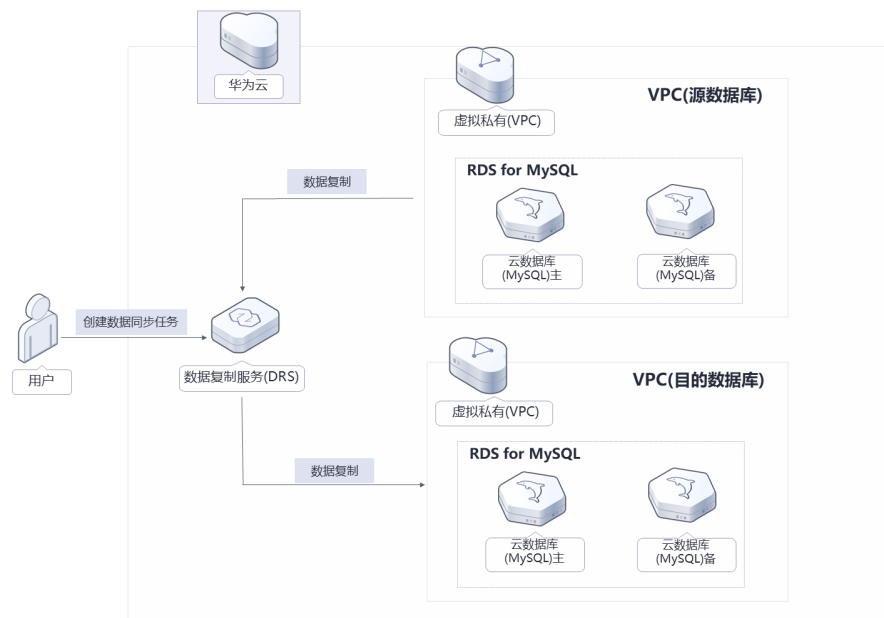 华为云
VPC(源数据库)
虚拟私有(VPC)
RDS for MySQL
云数据库
(MySQL)主
云数据库
(MySQL)备
数据复制
创建数据同步任务
用户
数据复制服务(DRS)
数据复制
VPC(目的数据库)
虚拟私有(VPC)
RDS for MySQL
云数据库
(MySQL)主
云数据库
(MySQL)备